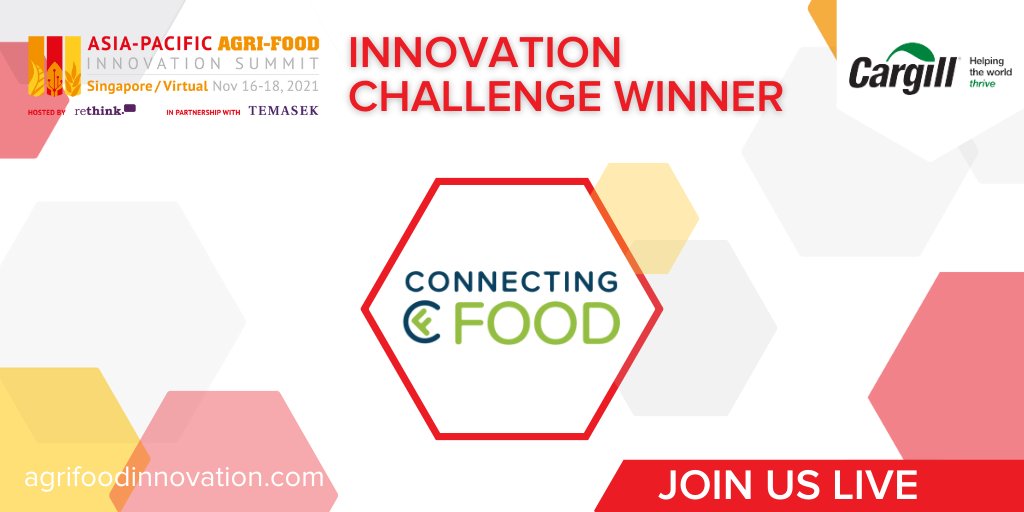 ASIA-PACIFIC AGRI-FOOD
INNOVATION SUMMIT
Singapore/Virtual Nov 16-18, 2021
HOSTED BY rethink. IN PARTNERSHIP WITH TEMASEK
INNOVATION
CHALLENGE WINNER
Cargill
Helping
the world
thrive
CONNECTING
CF FOOD
agrifoodinnovation.com
JOIN US LIVE